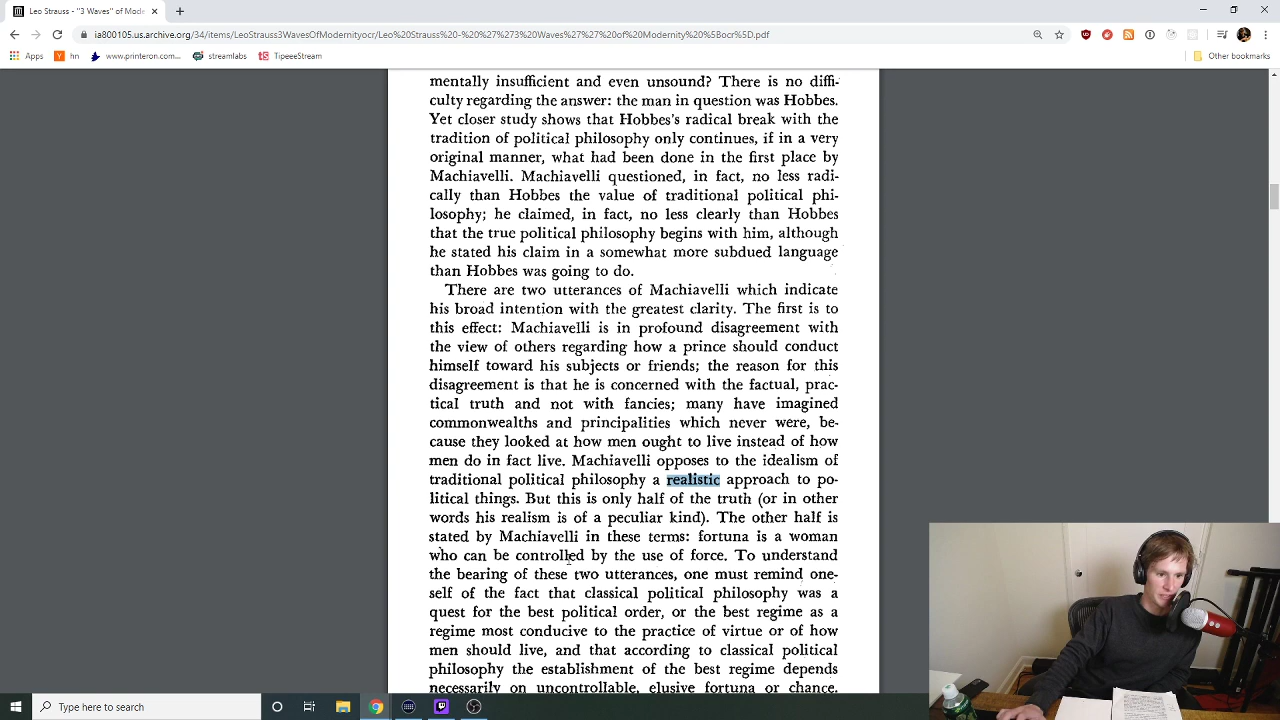 Leo Strauss - "3 Waves" of Mode
ia800105.us.archive.org/34/items/LeoStrauss3WavesOfModernityocr/Leo%20Strauss%20-%20%27%273%20Waves%20%27%27%20of%20Modernity%20%5Bocr%5D.pdf
Apps hn www.printeron.com... streamlabs TipeeeStream Other bookmarks
mentally insufficient and even unsound? There is no diffi-
culty regarding the answer: the man in question was Hobbes.
Yet closer study shows that Hobbes's radical break with the
tradition of political philosophy only continues, if in a very
original manner, what had been done in the first place by
Machiavelli. Machiavelli questioned, in fact, no less radi-
cally than Hobbes the value of traditional political phi-
losophy; he claimed, in fact, no less clearly than Hobbes
that the true political philosophy begins with him, although
he stated his claim in a somewhat more subdued language
than Hobbes was going to do.
There are two utterances of Machiavelli which indicate
his broad intention with the greatest clarity. The first is to
this effect: Machiavelli is in profound disagreement with
the view of others regarding how a prince should conduct
himself toward his subjects or friends; the reason for this
disagreement is that he is concerned with the factual, prac-
tical truth and not with fancies; many have imagined
commonwealths and principalities which never were, be-
cause they looked at how men ought to live instead of how
men do in fact live. Machiavelli opposes to the idealism of
traditional political philosophy a realistic approach to po-
litical things. But this is only half of the truth (or in other
words his realism is of a peculiar kind). The other half is
stated by Machiavelli in these terms: fortuna is a woman
who can be controlled by the use of force. To understand
the bearing of these two utterances, one must remind one-
self of the fact that classical political philosophy was a
quest for the best political order, or the best regime as a
regime most conducive to the practice of virtue or of how
men should live, and that according to classical political
philosophy the establishment of the best regime depends
necessarily on uncontrollable, elusive fortuna or chance.
Type here to search